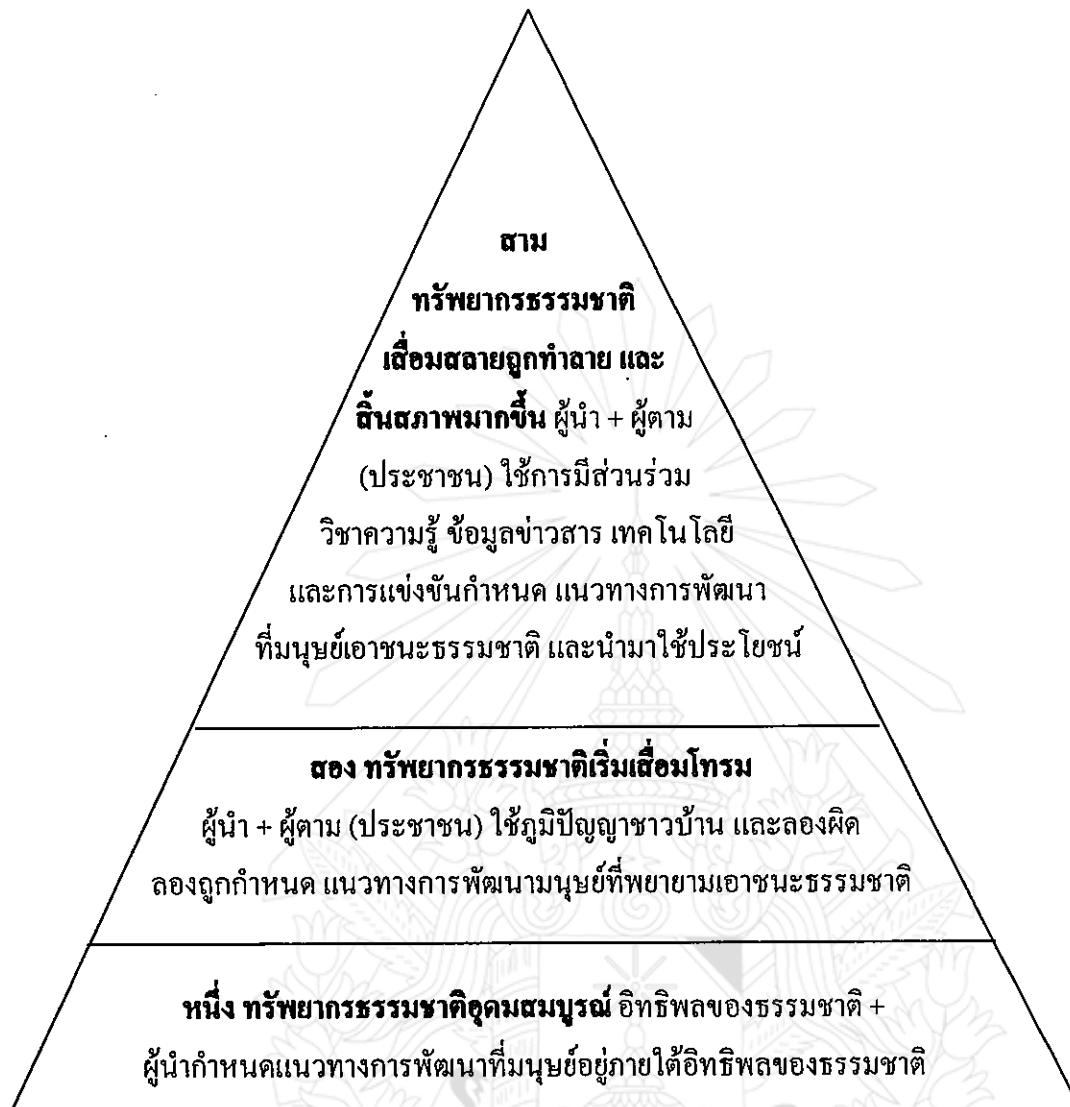 สาม
ทรัพยากรธรรมชาติ
เสื่อมสลายถูกทำลาย และ
สิ้นสภาพมากขึ้น ผู้นำ + ผู้ตาม
(ประชาชน) ใช้การมีส่วนร่วม
วิชาความรู้ ข้อมูลข่าวสาร เทคโนโลยี
และการแข่งขันกำหนด แนวทางการพัฒนา
ที่มนุษย์เอาชนะธรรมชาติ และนำมาใช้ประโยชน์
สอง ทรัพยากรธรรมชาติเริ่มเสื่อมโทรม
ผู้นำ + ผู้ตาม (ประชาชน) ใช้ภูมิปัญญาชาวบ้าน และลองผิด
ลองถูกกำหนด แนวทางการพัฒนามนุษย์ที่พยายามเอาชนะธรรมชาติ
หนึ่ง ทรัพยากรธรรมชาติอุดมสมบูรณ์ อิทธิพลของธรรมชาติ +
ผู้นำกำหนดแนวทางการพัฒนาที่มนุษย์อยู่ภายใต้อิทธิพลของธรรมชาติ